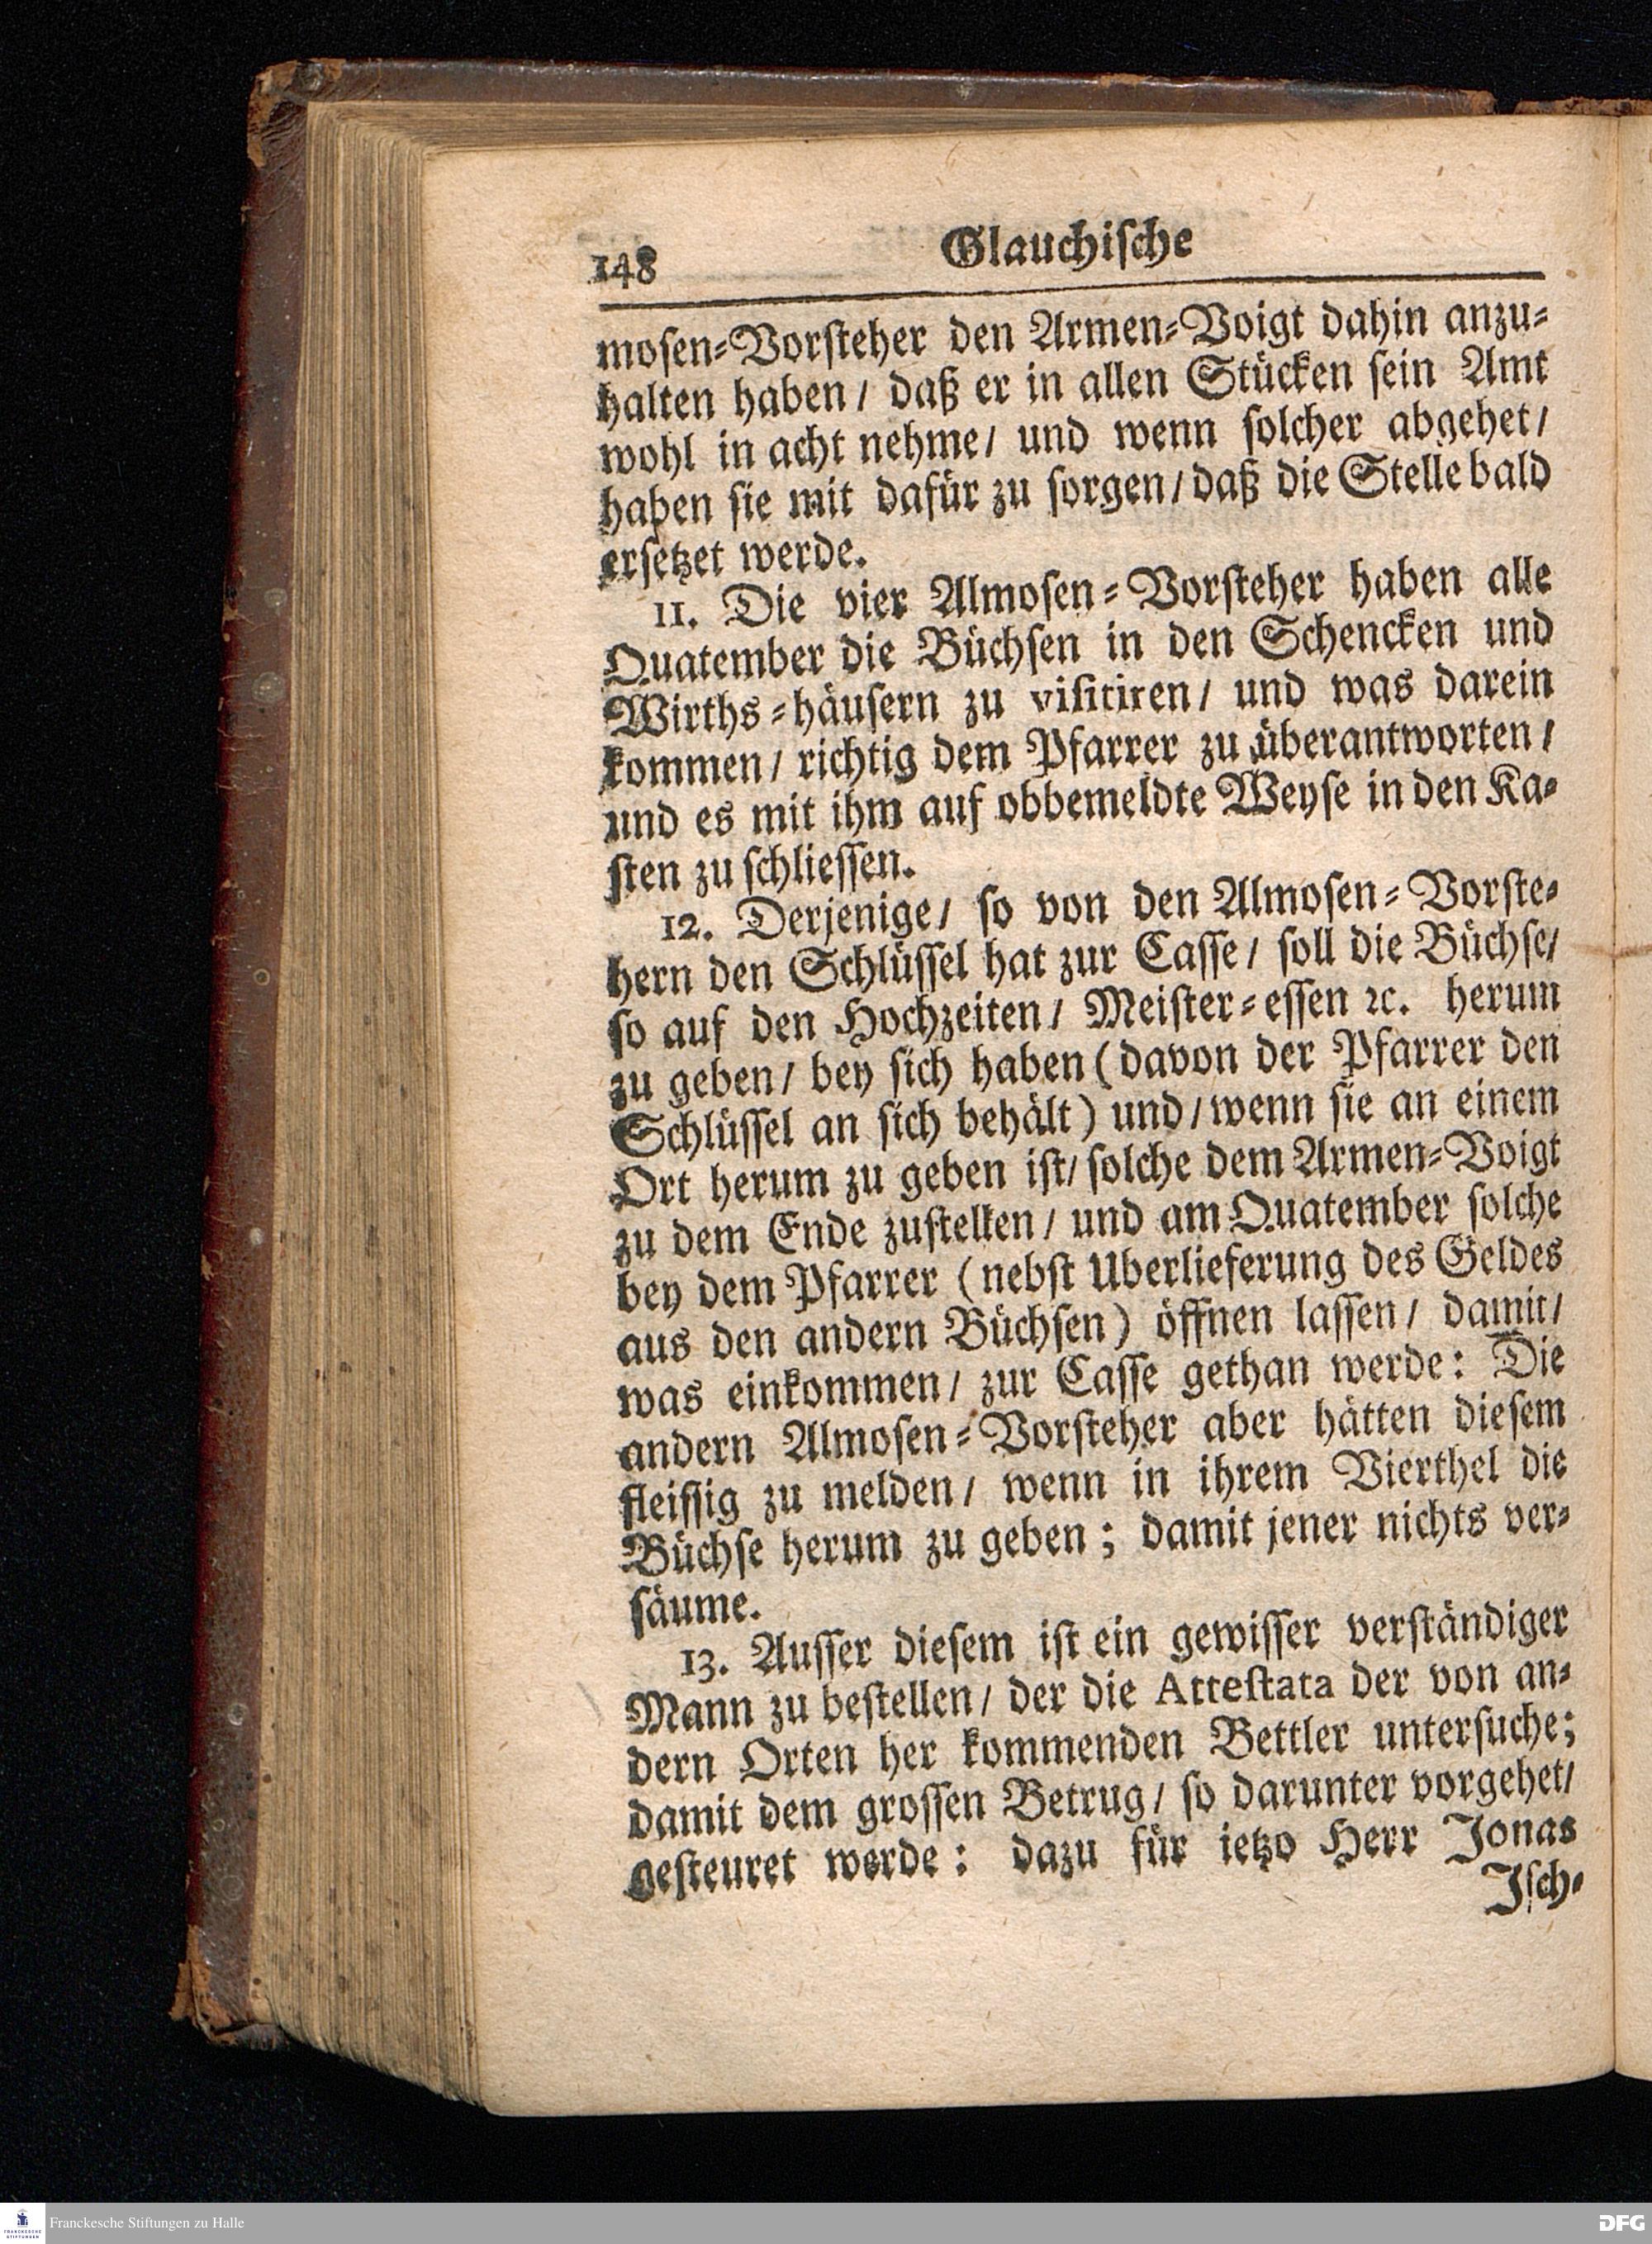 148 Glauchische
mosen-Vorsteher den Armen-Voigt dahin anzu-
halten haben / daß er in allen Stücken sein Amt
wohl in acht nehme / und wenn solcher abgehet /
haben sie mit dafür zu sorgen / daß die Stelle bald
ersetzet werde.
11. Die vier Almosen-Vorsteher haben alle
Quatember die Büchsen in den Schencken und
Wirths-häusern zu visitiren / und was darein
kommen / richtig dem Pfarrer zu überantworten /
und es mit ihm auf obbemeldte Weyse in den Ka-
sten zu schliessen.
12. Derjenige / so von den Almosen-Vorste-
hern den Schlüssel hat zur Casse / soll die Büchse /
so auf den Hochzeiten / Meister-essen ꝛc. herum
zu geben / bey sich haben (davon der Pfarrer den
Schlüssel an sich behält) und / wenn sie an einem
Ort herum zu geben ist / solche dem Armen-Voigt
zu dem Ende zustellen / und am Quatember solche
bey dem Pfarrer (nebst Uberlieferung des Geldes
aus den andern Büchsen) öffnen lassen / damit /
was einkommen / zur Casse gethan werde: Die
andern Almosen-Vorsteher aber hätten diesem
fleissig zu melden / wenn in ihrem Vierthel die
Büchse herum zu geben; damit jener nichts ver-
säume.
13. Ausser diesem ist ein gewisser verständiger
Mann zu bestellen / der die Attestata der von an-
dern Orten her kommenden Bettler untersuche;
damit dem grossen Betrug / so darunter vorgehet /
gesteuret werde: dazu für ietzo Herr Jonas
Isch-
FRANCKESCHE STIFTUNGEN
Franckesche Stiftungen zu Halle
DFG